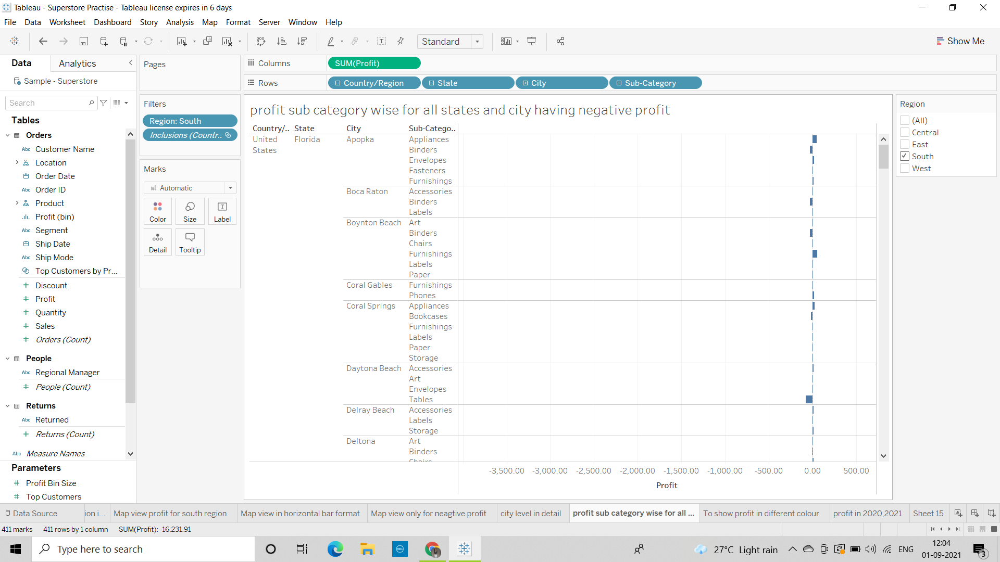 Tableau - Superstore Practise - Tableau license expires in 6 days
File Data Worksheet Dashboard Story Analysis Map Format Server Window Help
Standard
Show Me
Data
Analytics
Sample - Superstore
Search
Tables
Orders
Abc Customer Name
Location
Order Date
Abc Order ID
Product
Profit (bin)
Abc Segment
Ship Date
Abc Ship Mode
Top Customers by Pr...
# Discount
# Profit
# Quantity
# Sales
# Orders (Count)
People
Abc Regional Manager
# People (Count)
Returns
Abc Returned
# Returns (Count)
Abc Measure Names
Parameters
# Profit Bin Size
# Top Customers
Pages
Filters
Region: South
Inclusions (Countr..
Marks
Automatic
Color Size Label
Detail Tooltip
Columns SUM(Profit)
Rows Country/Region State City Sub-Category
profit sub category wise for all states and city having negative profit
Country/.. State City Sub-Catego..
United States Florida Apopka Appliances
Binders
Envelopes
Fasteners
Furnishings
Boca Raton Accessories
Binders
Labels
Boynton Beach Art
Binders
Chairs
Furnishings
Labels
Paper
Coral Gables Furnishings
Phones
Coral Springs Appliances
Bookcases
Furnishings
Labels
Paper
Storage
Daytona Beach Accessories
Art
Envelopes
Tables
Delray Beach Accessories
Labels
Storage
Deltona Art
Binders
Chairs
-3,500.00 -3,000.00 -2,500.00 -2,000.00 -1,500.00 -1,000.00 -500.00 0.00 500.00
Profit
Region
(All)
Central
East
South
West
Data Source
ion i...
Map view profit for south region
Map view in horizontal bar format
Map view only for neagtive profit
city level in detail
profit sub category wise for all ...
To show profit in different colour
profit in 2020,2021
Sheet 15
411 marks 411 rows by 1 column SUM(Profit): -16,231.91
Type here to search
DELL
27°C Light rain
ENG
12:04
01-09-2021
3